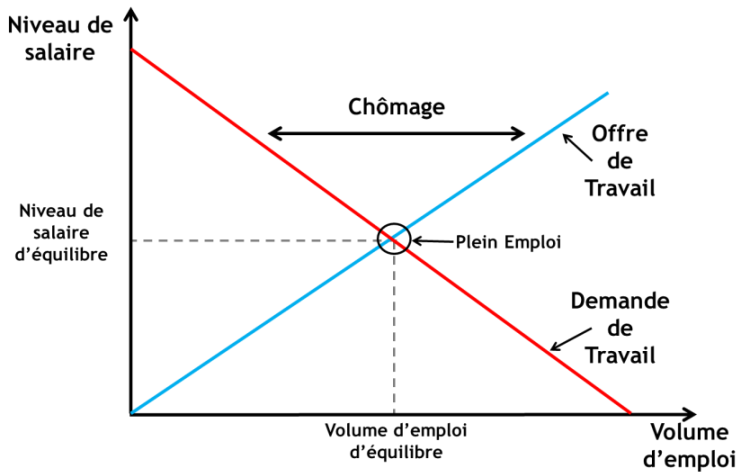 Niveau de
salaire
Chômage
Offre
de
Travail
Niveau de
salaire
d'équilibre
Plein Emploi
Demande
de
Travail
Volume d'emploi
d'équilibre
Volume
d'emploi